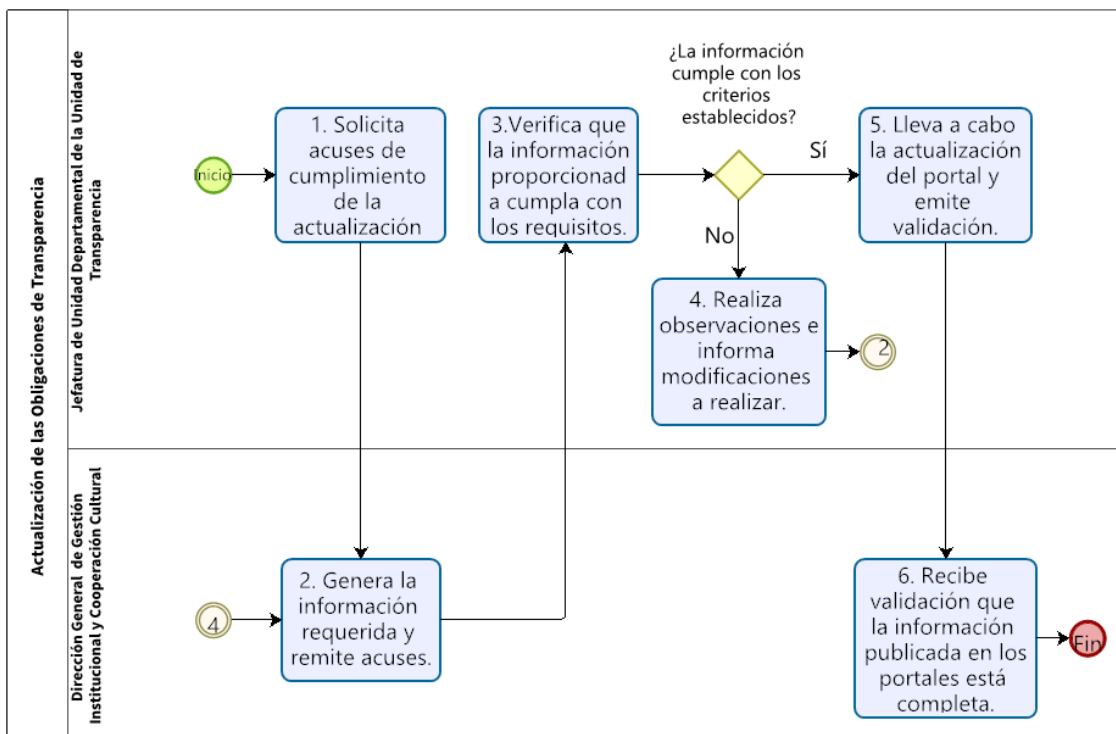 Actualización de las Obligaciones de Transparencia
Jefatura de Unidad Departamental de la Unidad de
Transparencia
Inicio
1. Solicita
acuses de
cumplimiento
de la
actualización
3.Verifica que
la información
proporcionad
a cumpla con
los requisitos.
¿La información
cumple con los
criterios
establecidos?
Sí
No
5. Lleva a cabo
la actualización
del portal y
emite
validación.
4. Realiza
observaciones e
informa
modificaciones
a realizar.
2
Dirección General de Gestión
Institucional y Cooperación Cultural
4
2. Genera la
información
requerida y
remite acuses.
6. Recibe
validación que
la información
publicada en los
portales está
completa.
Fin